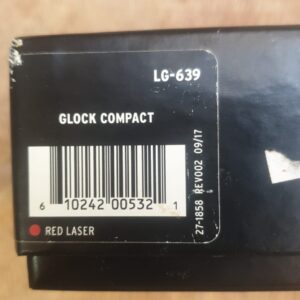 LG-639
GLOCK COMPACT
6 10242 00532 1
RED LASER
27-1858 REV002 09/17